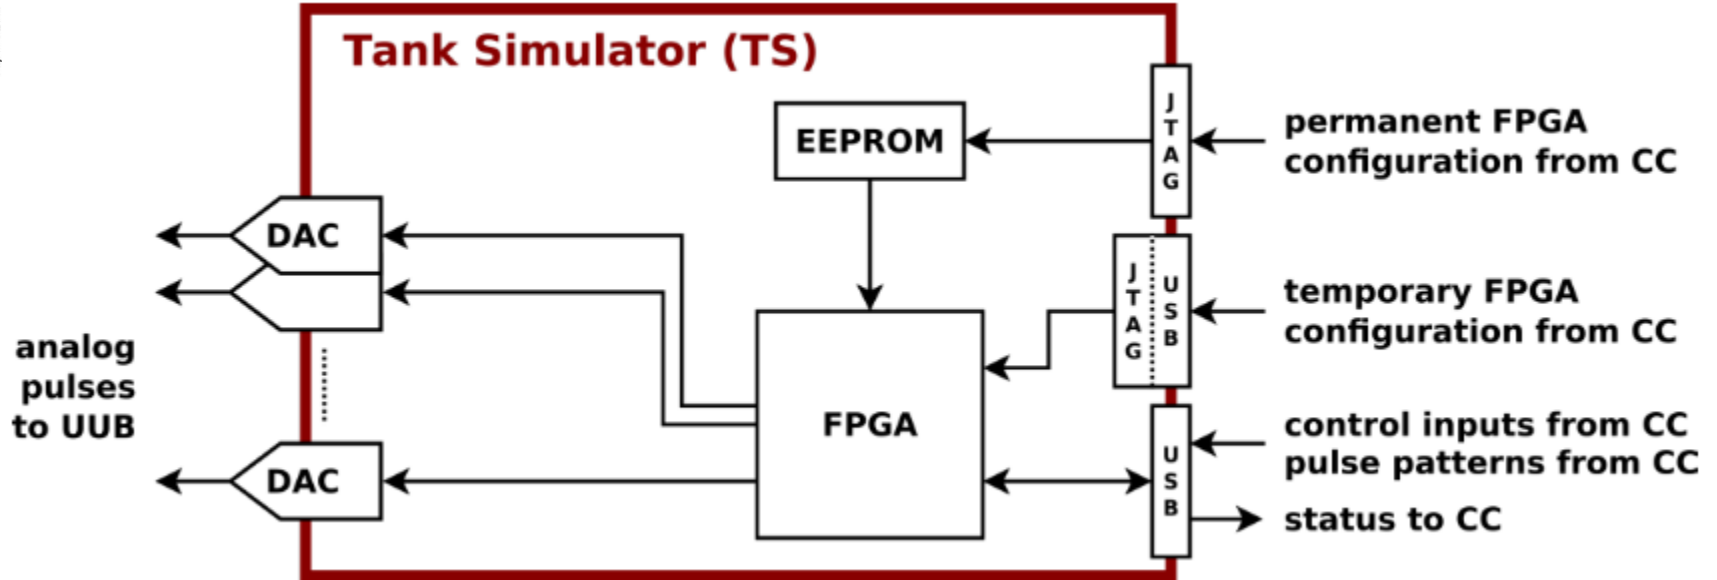 Tank Simulator (TS)
EEPROM
JTAG
permanent FPGA
configuration from CC
DAC
JTAG
USB
temporary FPGA
configuration from CC
analog
pulses
to UUB
FPGA
DAC
USB
control inputs from CC
pulse patterns from CC
status to CC